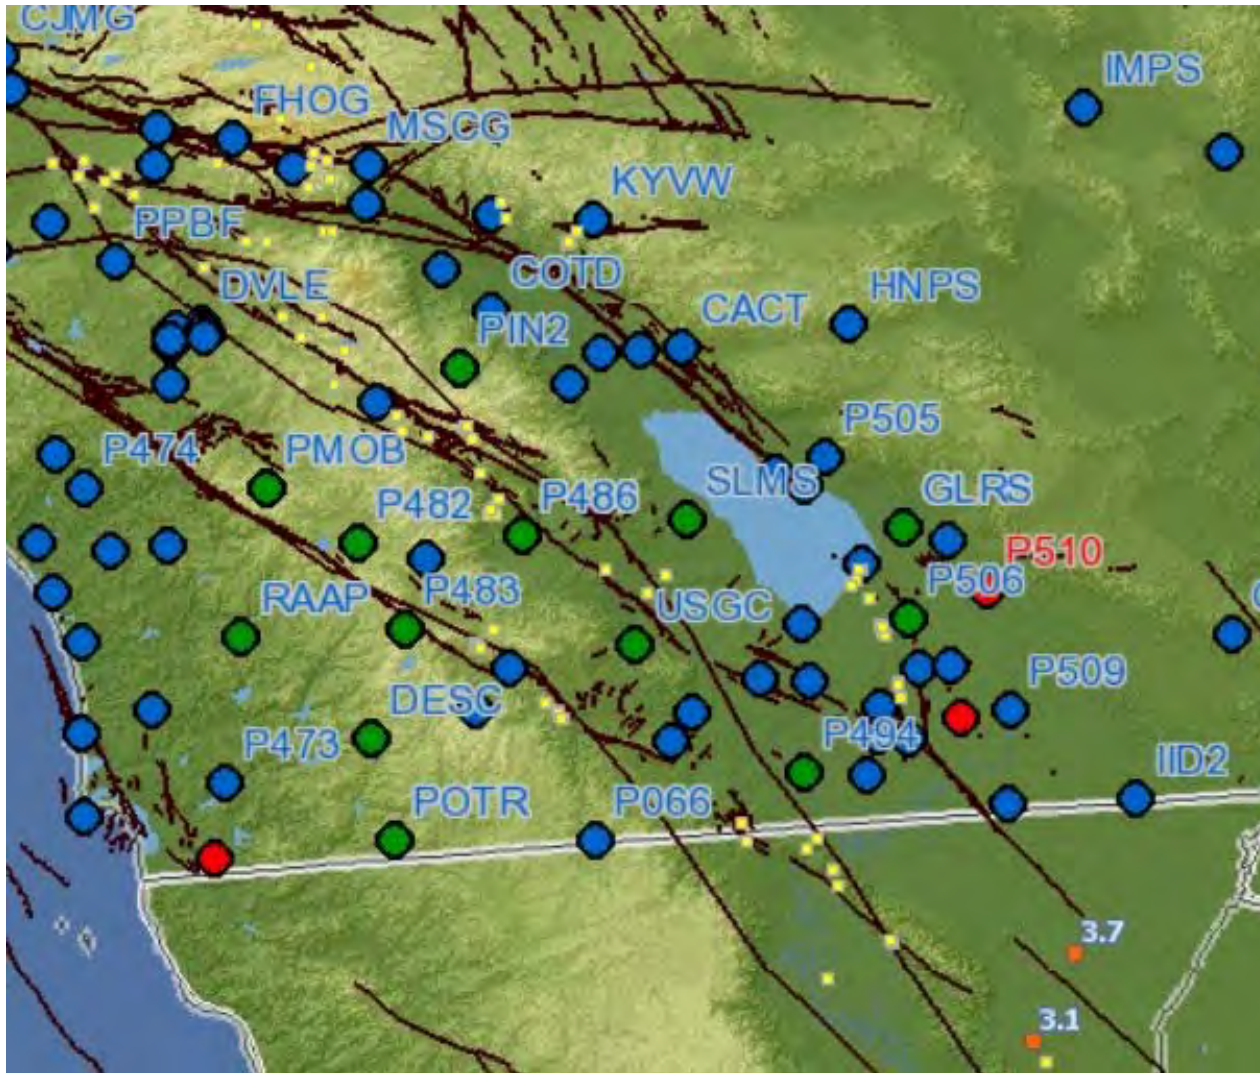 CJMG
IMPS
FHOG
MSCG
KYVW
PPBF
DVLE
COTD
HNPS
PIN2
CACT
P505
P474
PMOB
P482
P486
SLMS
GLRS
P510
P506
RAAP
P483
USGC
DESC
P509
P473
P494
IID2
POTR
P066
3.7
3.1